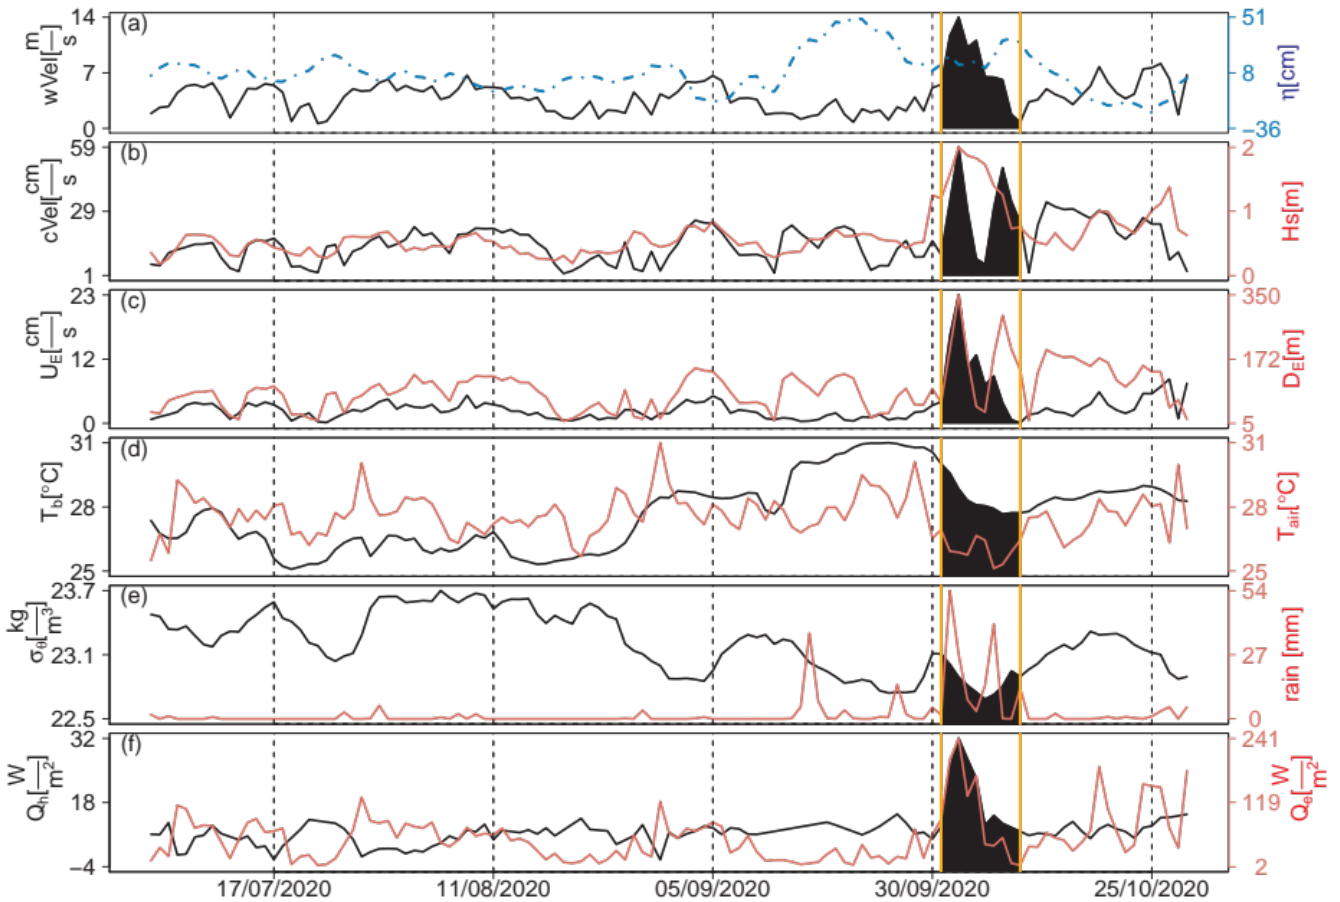 (a)
14
7
0
wVel[m/s]
51
8
−36
η[cm]
(b)
59
29
1
cVel[cm/s]
2
1
0
Hs[m]
(c)
23
12
0
U_E[cm/s]
350
172
5
D_E[m]
(d)
31
28
25
T_b[°C]
31
28
25
T_air[°C]
(e)
23.7
23.1
22.5
σ_θ[kg/m³]
54
27
0
rain [mm]
(f)
32
18
−4
Q_h[W/m²]
241
119
2
Q_e[W/m²]
17/07/2020 11/08/2020 05/09/2020 30/09/2020 25/10/2020